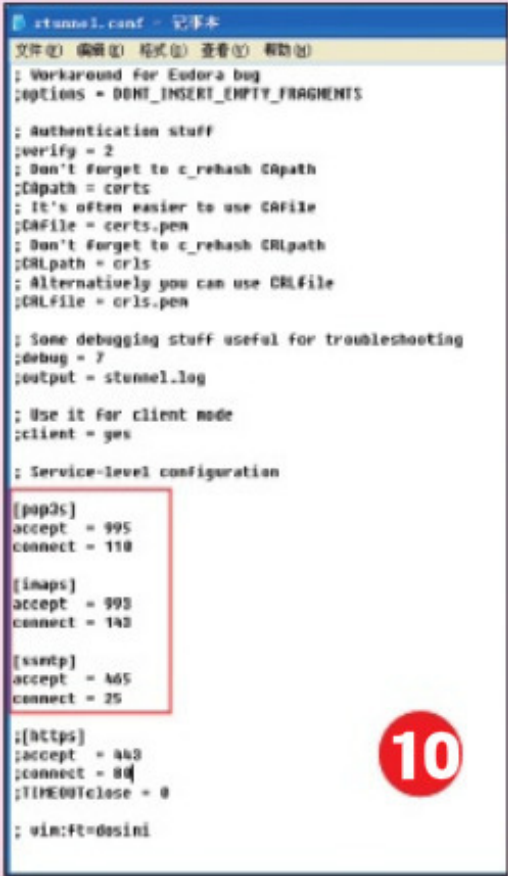 stunnel.conf - 记事本
文件(F) 编辑(E) 格式(O) 查看(V) 帮助(H)
; Workaround for Eudora bug
;options = DONT_INSERT_EMPTY_FRAGMENTS
; Authentication stuff
;verify = 2
; Don't forget to c_rehash CApath
;CApath = certs
; It's often easier to use CAfile
;CAfile = certs.pem
; Don't forget to c_rehash CRLpath
;CRLpath = crls
; Alternatively you can use CRLfile
;CRLfile = crls.pem
; Some debugging stuff useful for troubleshooting
;debug = 7
;output = stunnel.log
; Use it for client mode
;client = yes
; Service-level configuration
[pop3s]
accept  = 995
connect = 110
[imaps]
accept  = 993
connect = 143
[ssmtp]
accept  = 465
connect = 25
;[https]
;accept  = 443
;connect = 80
;TIMEOUTclose = 0
; vim:ft=dosini
10